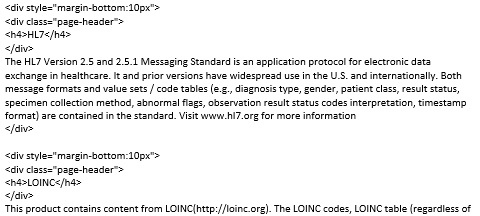 <div style="margin-bottom:10px">
<div class="page-header">
<h4>HL7</h4>
</div>
The HL7 Version 2.5 and 2.5.1 Messaging Standard is an application protocol for electronic data
exchange in healthcare. It and prior versions have widespread use in the U.S. and internationally. Both
message formats and value sets / code tables (e.g., diagnosis type, gender, patient class, result status,
specimen collection method, abnormal flags, observation result status codes interpretation, timestamp
format) are contained in the standard. Visit www.hl7.org for more information
</div>

<div style="margin-bottom:10px">
<div class="page-header">
<h4>LOINC</h4>
</div>
This product contains content from LOINC(http://loinc.org). The LOINC codes, LOINC table (regardless of